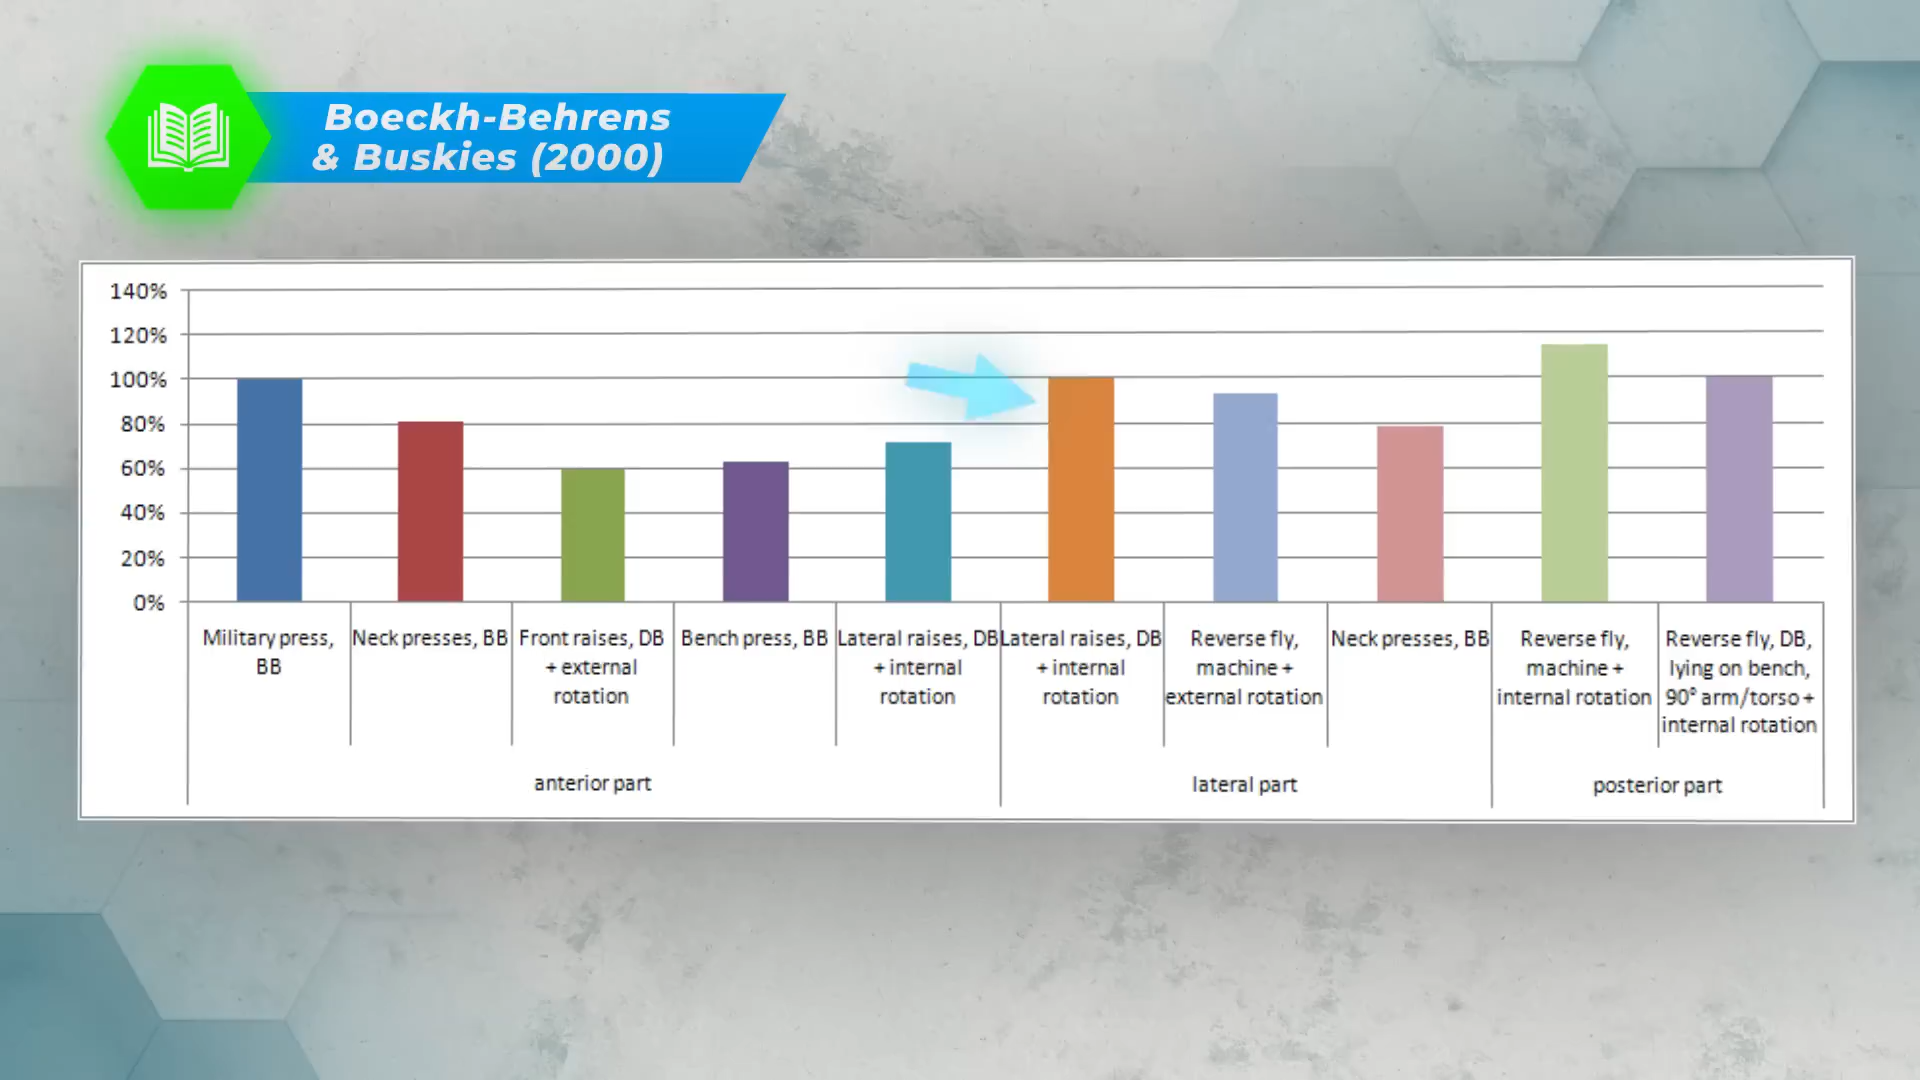 Boeckh-Behrens
& Buskies (2000)
140%
120%
100%
80%
60%
40%
20%
0%
Military press,
BB
Neck presses, BB
Front raises, DB
+ external
rotation
Bench press, BB
Lateral raises, DB
+ internal
rotation
Lateral raises, DB
+ internal
rotation
Reverse fly,
machine +
external rotation
Neck presses, BB
Reverse fly,
machine +
internal rotation
Reverse fly, DB,
lying on bench,
90° arm/torso +
internal rotation
anterior part
lateral part
posterior part